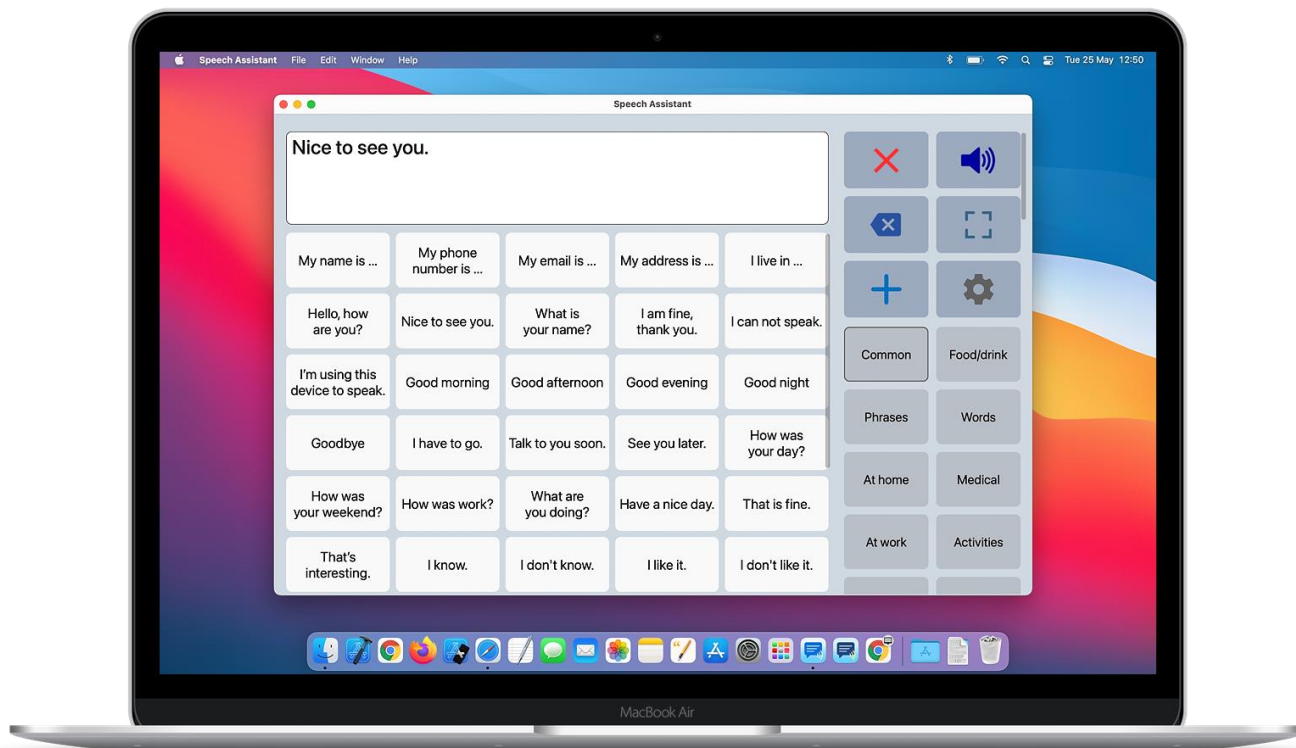 Speech Assistant File Edit Window Help Tue 25 May 12:50
Speech Assistant
Nice to see you.
My name is ...
My phone
number is ...
My email is ...
My address is ...
I live in ...
Hello, how
are you?
Nice to see you.
What is
your name?
I am fine,
thank you.
I can not speak.
I'm using this
device to speak.
Good morning
Good afternoon
Good evening
Good night
Goodbye
I have to go.
Talk to you soon.
See you later.
How was
your day?
How was
your weekend?
How was work?
What are
you doing?
Have a nice day.
That is fine.
That's
interesting.
I know.
I don't know.
I like it.
I don't like it.
Common
Food/drink
Phrases
Words
At home
Medical
At work
Activities
MacBook Air